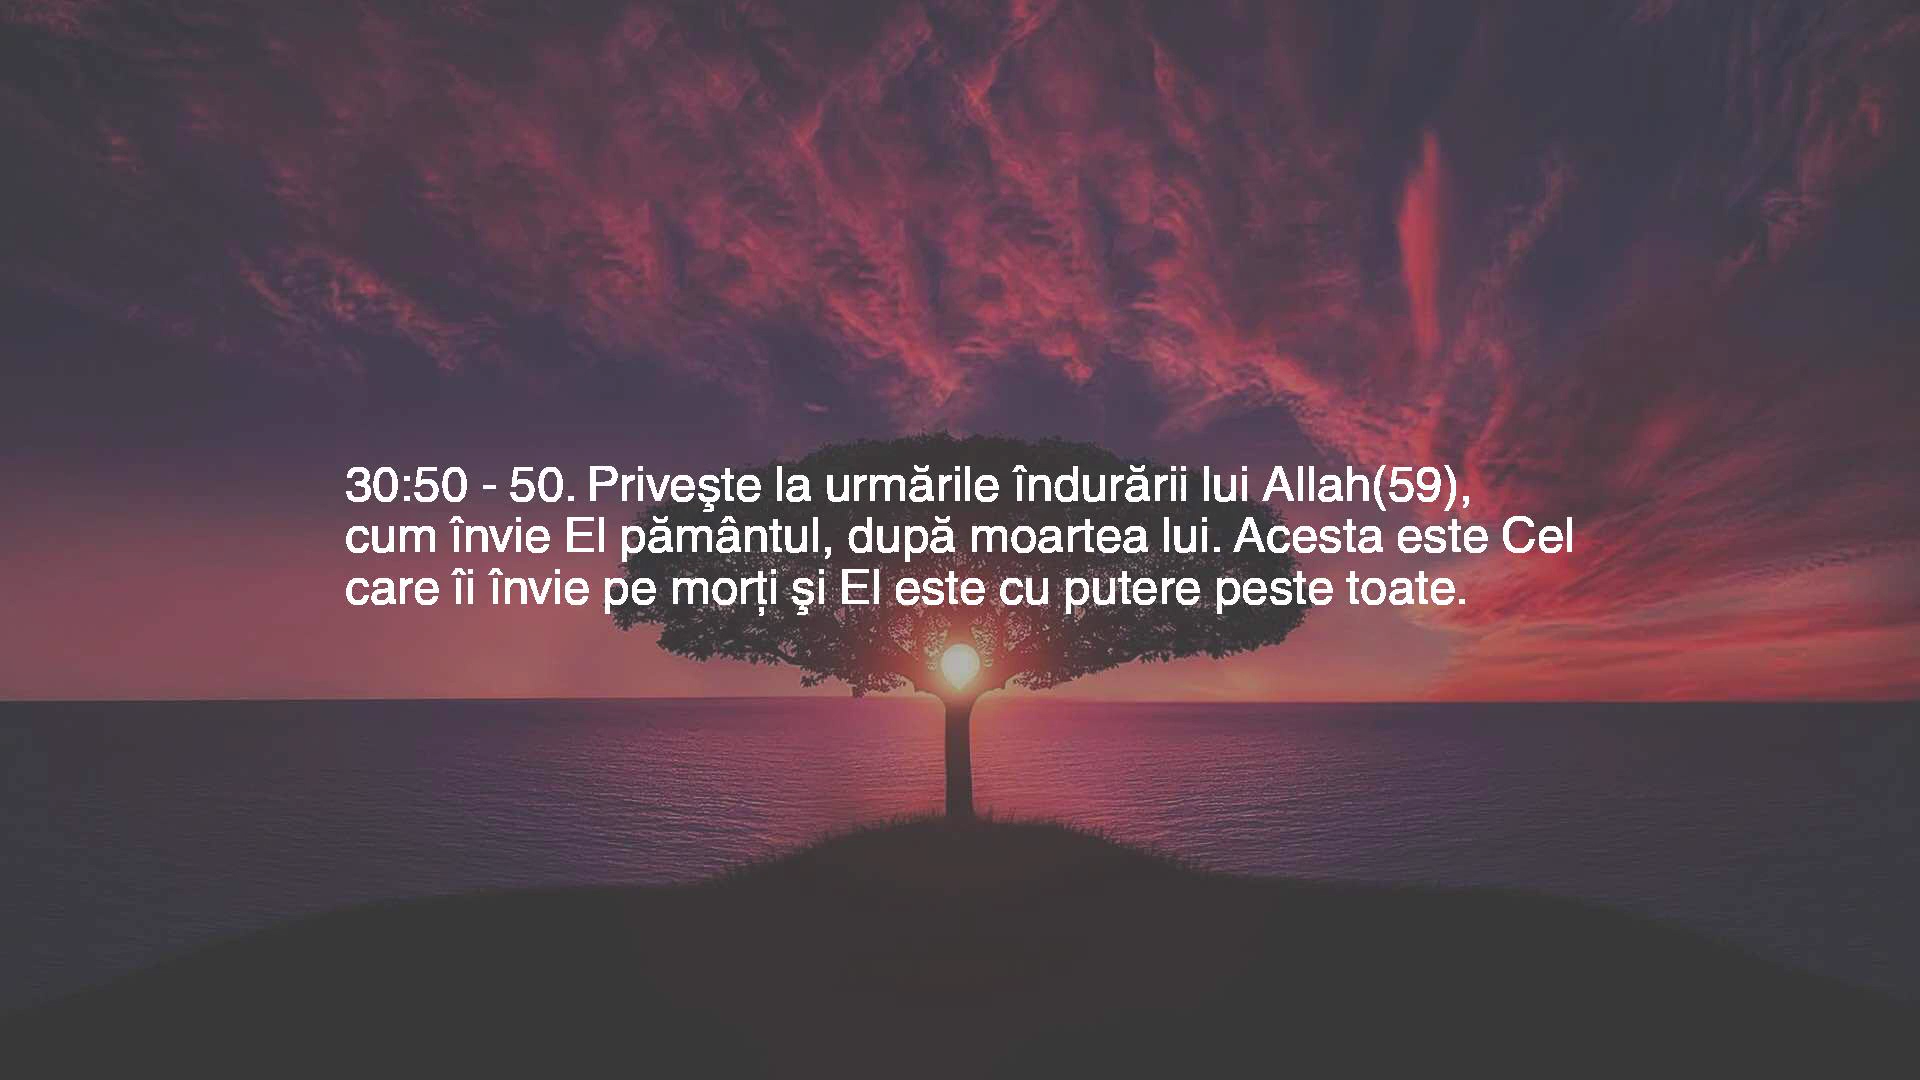 30:50 - 50. Priveşte la urmările îndurării lui Allah(59),
cum învie El pământul, după moartea lui. Acesta este Cel
care îi învie pe morţi şi El este cu putere peste toate.